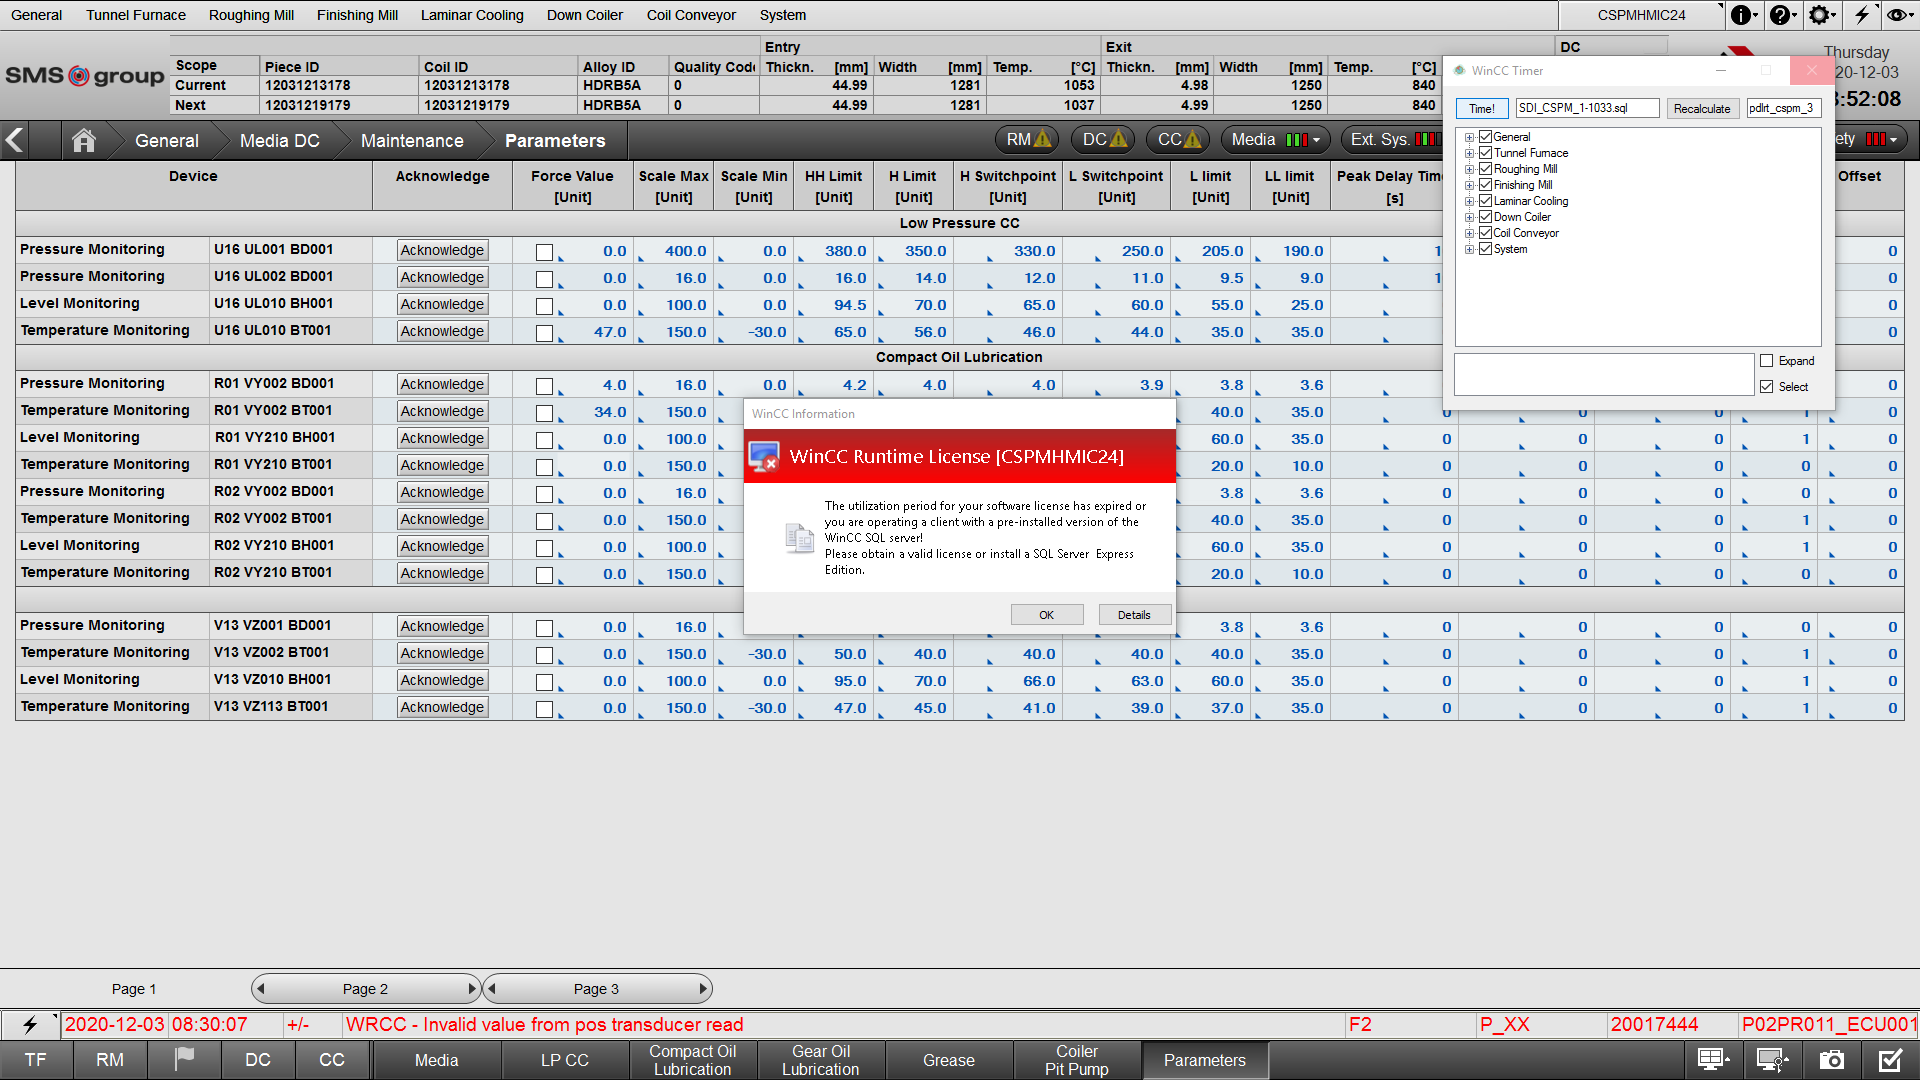 General Tunnel Furnace Roughing Mill Finishing Mill Laminar Cooling Down Coiler Coil Conveyor System CSPMHMIC24
SMS group
Entry Exit DC
Scope Piece ID Coil ID Alloy ID Quality Code Thickn. [mm] Width [mm] Temp. [°C] Thickn. [mm] Width [mm] Temp. [°C]
Current 12031213178 12031213178 HDRB5A 0 44.99 1281 1053 4.98 1250 840
Next 12031219179 12031219179 HDRB5A 0 44.99 1281 1037 4.99 1250 840
Thursday
20-12-03
:52:08
General Media DC Maintenance Parameters RM DC CC Media Ext. Sys. ety
WinCC Timer
Time! SDI_CSPM_1-1033.sql Recalculate pdlrt_cspm_3
General
Tunnel Furnace
Roughing Mill
Finishing Mill
Laminar Cooling
Down Coiler
Coil Conveyor
System
Expand
Select
Device Acknowledge Force Value [Unit] Scale Max [Unit] Scale Min [Unit] HH Limit [Unit] H Limit [Unit] H Switchpoint [Unit] L Switchpoint [Unit] L limit [Unit] LL limit [Unit] Peak Delay Time [s] Offset
Low Pressure CC
Pressure Monitoring U16 UL001 BD001 Acknowledge 0.0 400.0 0.0 380.0 350.0 330.0 250.0 205.0 190.0 1 0
Pressure Monitoring U16 UL002 BD001 Acknowledge 0.0 16.0 0.0 16.0 14.0 12.0 11.0 9.5 9.0 1 0
Level Monitoring U16 UL010 BH001 Acknowledge 0.0 100.0 0.0 94.5 70.0 65.0 60.0 55.0 25.0 0
Temperature Monitoring U16 UL010 BT001 Acknowledge 47.0 150.0 -30.0 65.0 56.0 46.0 44.0 35.0 35.0 0
Compact Oil Lubrication
Pressure Monitoring R01 VY002 BD001 Acknowledge 4.0 16.0 0.0 4.2 4.0 4.0 3.9 3.8 3.6 0
Temperature Monitoring R01 VY002 BT001 Acknowledge 34.0 150.0 40.0 35.0 0 0 0 1 0
Level Monitoring R01 VY210 BH001 Acknowledge 0.0 100.0 60.0 35.0 0 0 0 1 0
Temperature Monitoring R01 VY210 BT001 Acknowledge 0.0 150.0 20.0 10.0 0 0 0 0 0
Pressure Monitoring R02 VY002 BD001 Acknowledge 0.0 16.0 3.8 3.6 0 0 0 0 0
Temperature Monitoring R02 VY002 BT001 Acknowledge 0.0 150.0 40.0 35.0 0 0 0 1 0
Level Monitoring R02 VY210 BH001 Acknowledge 0.0 100.0 60.0 35.0 0 0 0 1 0
Temperature Monitoring R02 VY210 BT001 Acknowledge 0.0 150.0 20.0 10.0 0 0 0 0 0
WinCC Information
WinCC Runtime License [CSPMHMIC24]
The utilization period for your software license has expired or
you are operating a client with a pre-installed version of the
WinCC SQL server!
Please obtain a valid license or install a SQL Server Express
Edition.
OK Details
Pressure Monitoring V13 VZ001 BD001 Acknowledge 0.0 16.0 3.8 3.6 0 0 0 0 0
Temperature Monitoring V13 VZ002 BT001 Acknowledge 0.0 150.0 -30.0 50.0 40.0 40.0 40.0 40.0 35.0 0 0 0 1 0
Level Monitoring V13 VZ010 BH001 Acknowledge 0.0 100.0 0.0 95.0 70.0 66.0 63.0 60.0 35.0 0 0 0 1 0
Temperature Monitoring V13 VZ113 BT001 Acknowledge 0.0 150.0 -30.0 47.0 45.0 41.0 39.0 37.0 35.0 0 0 0 1 0
Page 1 Page 2 Page 3
2020-12-03 08:30:07 +/- WRCC - Invalid value from pos transducer read F2 P_XX 20017444 P02PR011_ECU001
TF RM DC CC Media LP CC Compact Oil Lubrication Gear Oil Lubrication Grease Coiler Pit Pump Parameters